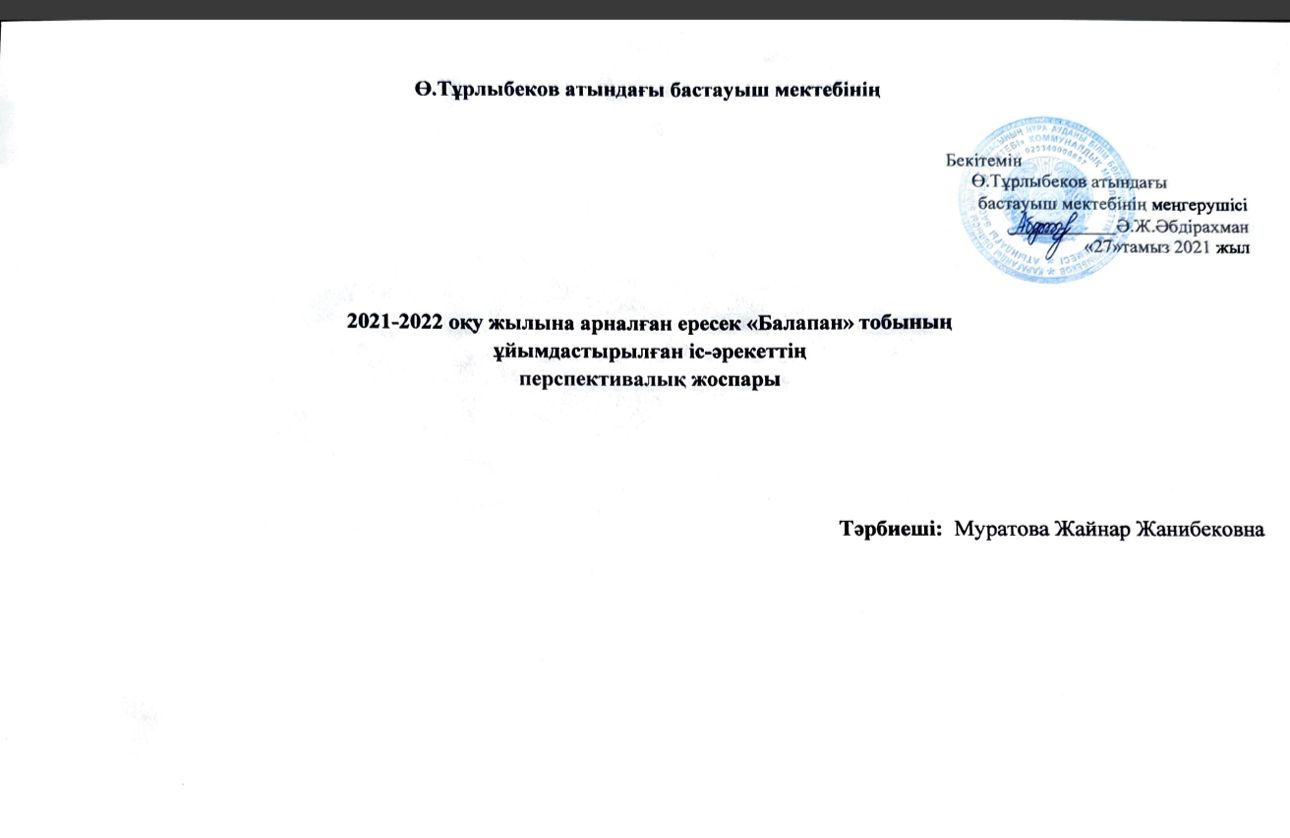 Ө.Тұрлыбеков атындағы бастауыш мектебінің
Бекітемін
Ө.Тұрлыбеков атындағы
бастауыш мектебінің меңгерушісі
____________Ә.Ж.Әбдірахман
«27»тамыз 2021 жыл
2021-2022 оқу жылына арналған ересек «Балапан» тобының
ұйымдастырылған іс-әрекеттің
перспективалық жоспары
Тәрбиеші: Муратова Жайнар Жанибековна